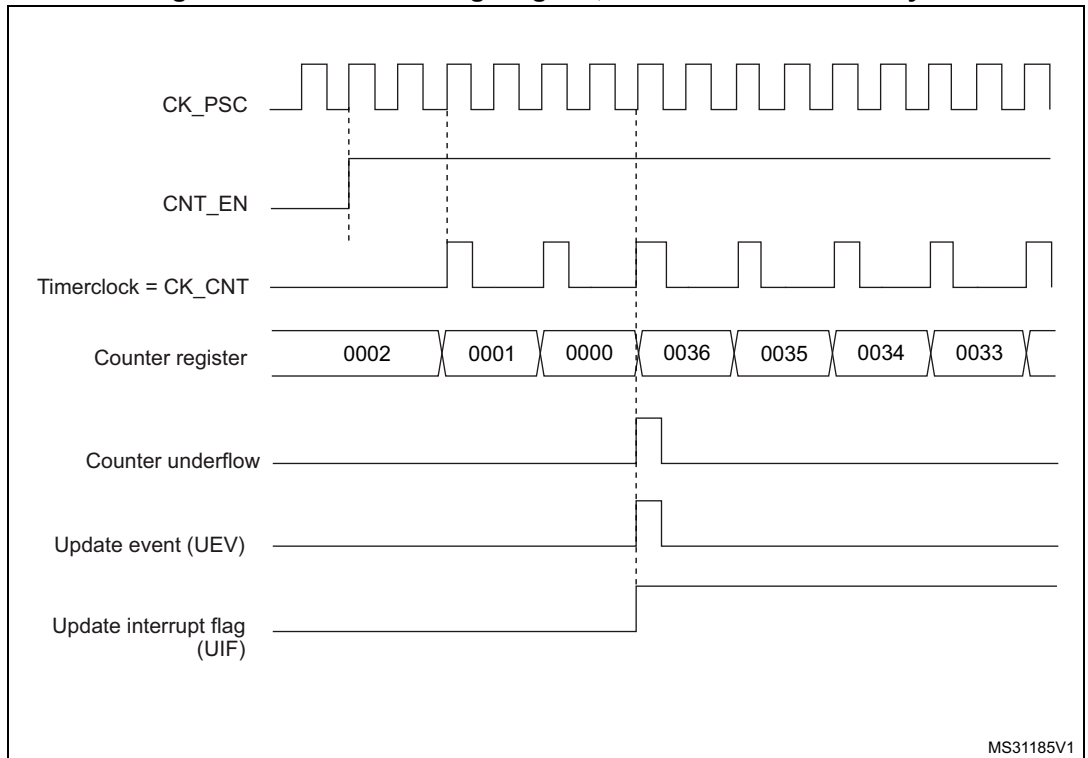 CK_PSC
CNT_EN
Timerclock = CK_CNT
Counter register
0002 0001 0000 0036 0035 0034 0033
Counter underflow
Update event (UEV)
Update interrupt flag
(UIF)
MS31185V1